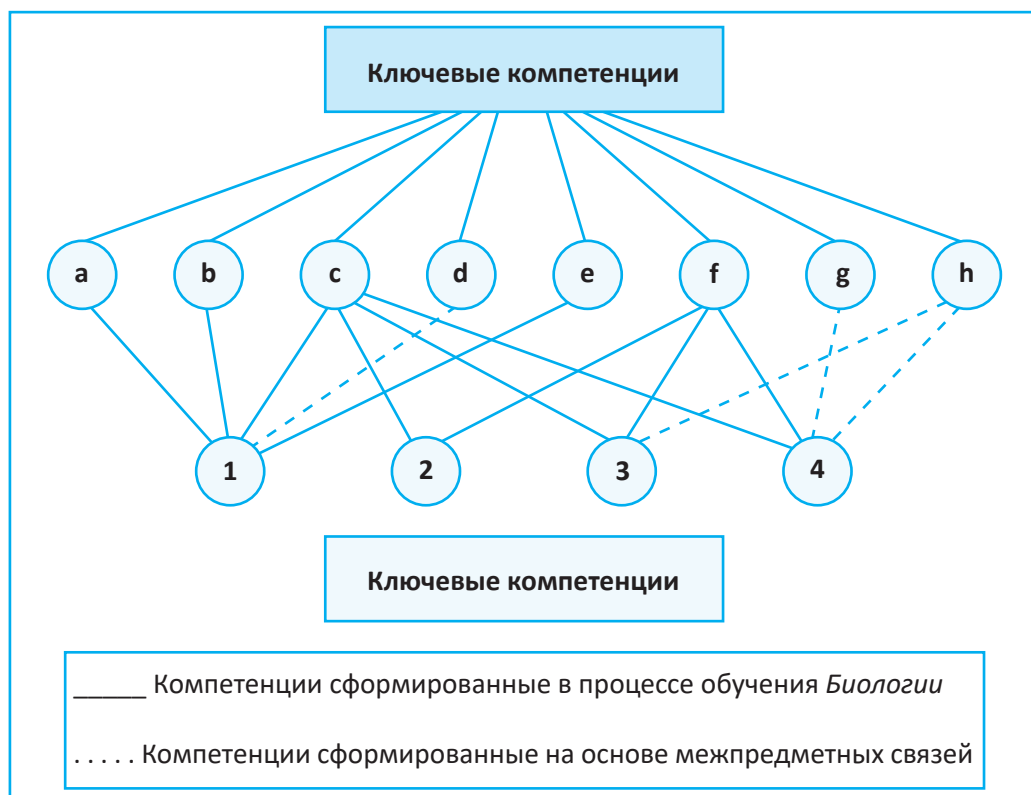 Ключевые компетенции
a b c d e f g h
1 2 3 4
Ключевые компетенции
_____ Компетенции сформированные в процессе обучения Биологии
. . . . . Компетенции сформированные на основе межпредметных связей